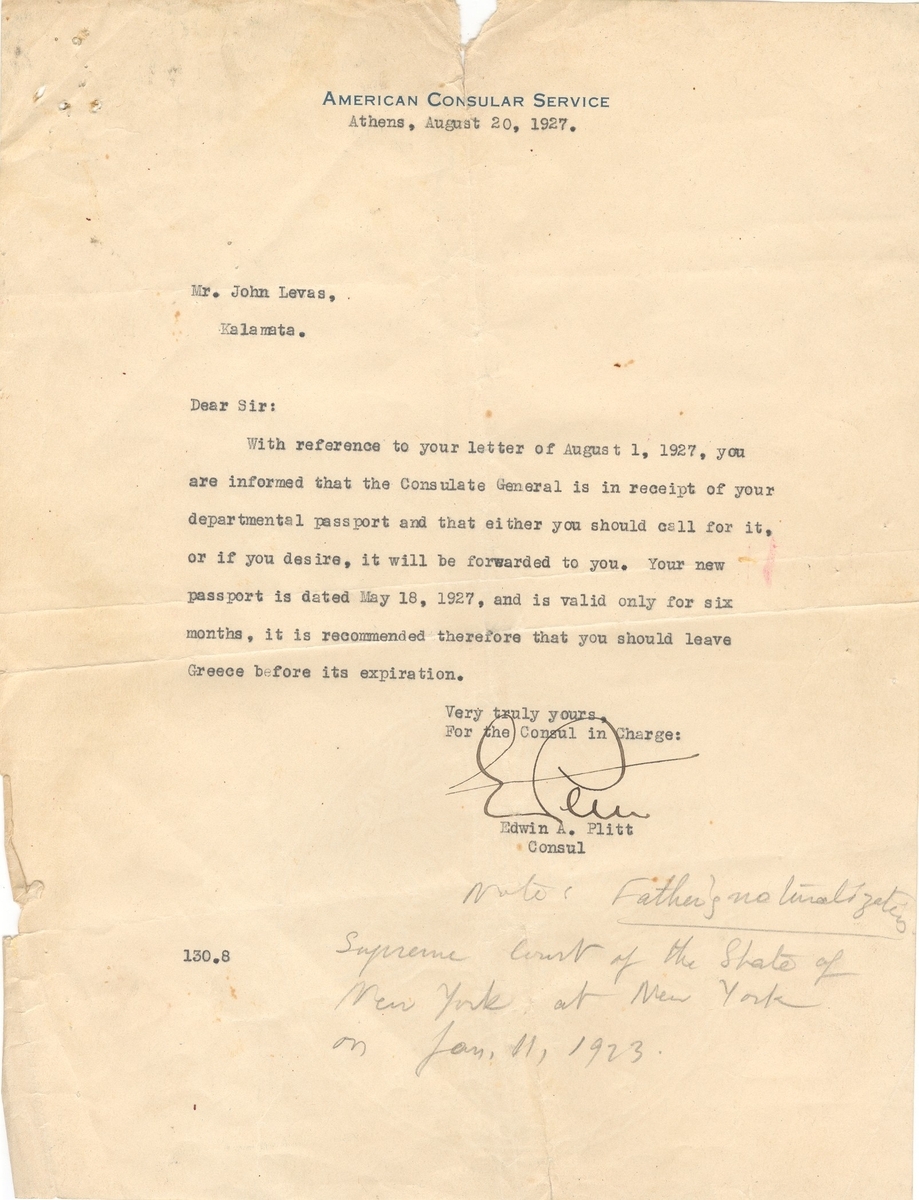 AMERICAN CONSULAR SERVICE
Athens, August 20, 1927.
Mr. John Levas,
Kalamata.
Dear Sir:
With reference to your letter of August 1, 1927, you
are informed that the Consulate General is in receipt of your
departmental passport and that either you should call for it,
or if you desire, it will be forwarded to you. Your new
passport is dated May 18, 1927, and is valid only for six
months, it is recommended therefore that you should leave
Greece before its expiration.
Very truly yours,
For the Consul in Charge:
Edwin A. Plitt
Consul
Note: Father's naturalization
130.8
Supreme Court of the State of
New York at New York
on Jan. 11, 1923.